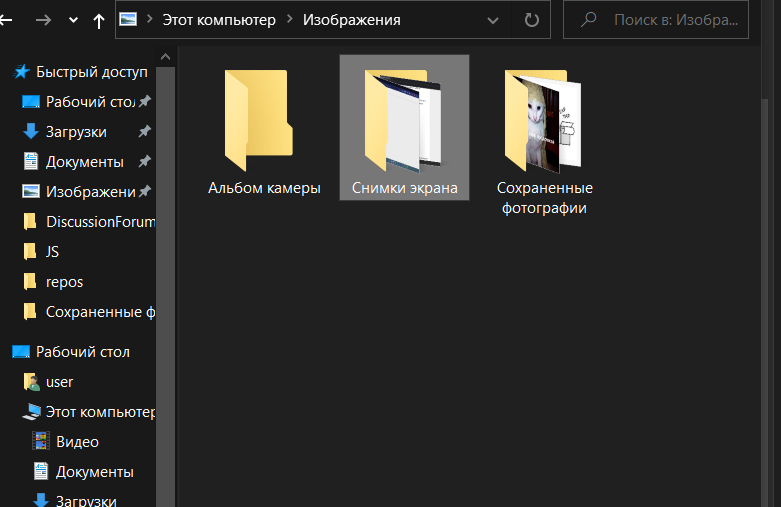 Этот компьютер
Изображения
Поиск в: Изобра...
Быстрый доступ
Рабочий стол
Загрузки
Документы
Изображени
DiscussionForum
JS
repos
Сохраненные ф
Рабочий стол
user
Этот компьютер
Видео
Документы
Загрузки
Альбом камеры
Снимки экрана
Сохраненные
фотографии